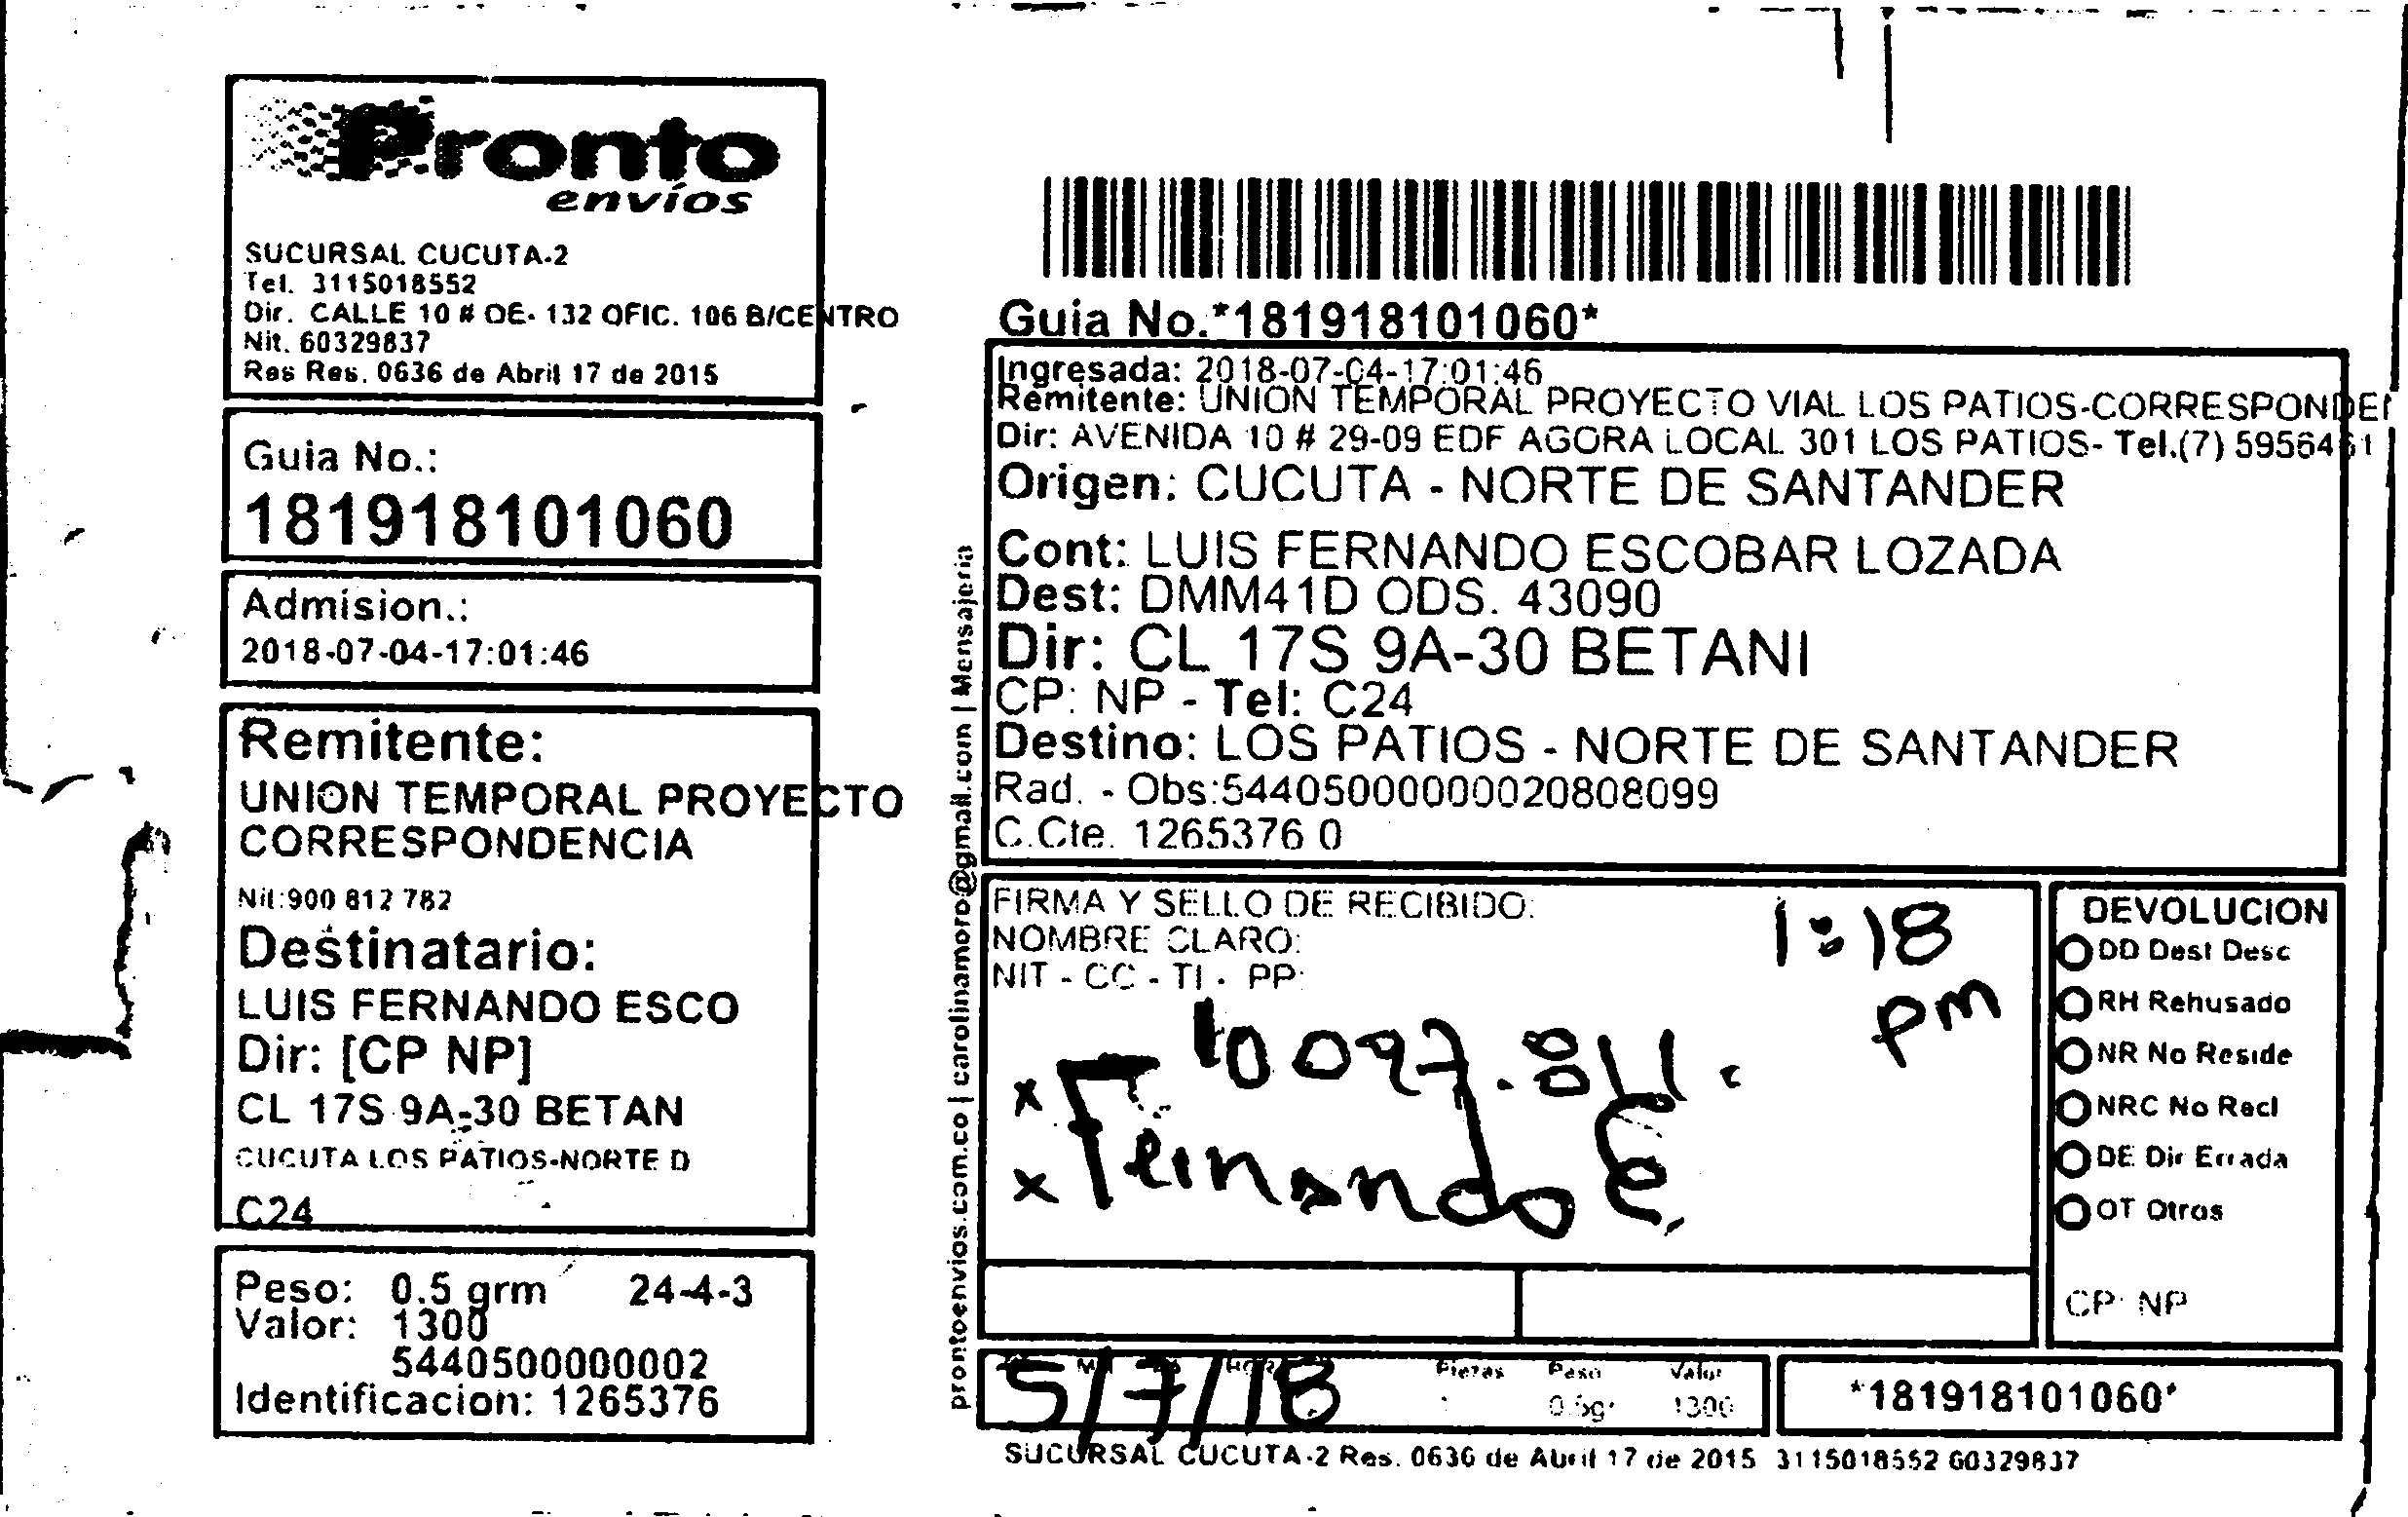 Pronto
envíos
SUCURSAL CUCUTA-2
Tel. 3115018552
Dir. CALLE 10 # OE- 132 OFIC. 106 B/CENTRO
Nit. 60329837
Res Res. 0636 de Abril 17 de 2015
Guia No.:
181918101060
Admision.:
2018-07-04-17:01:46
Remitente:
UNION TEMPORAL PROYECTO
CORRESPONDENCIA
Nit:900 812 782
Destinatario:
LUIS FERNANDO ESCO
Dir: [CP NP]
CL 17S 9A-30 BETAN
CUCUTA LOS PATIOS-NORTE D
C24
Peso: 0.5 grm 24-4-3
Valor: 1300
5440500000002
Identificacion: 1265376
prontoenvios.com.co | carolinamoro@gmail.com | Mensajeria
Guia No.*181918101060*
Ingresada: 2018-07-04-17:01:46
Remitente: UNION TEMPORAL PROYECTO VIAL LOS PATIOS-CORRESPONDEN
Dir: AVENIDA 10 # 29-09 EDF AGORA LOCAL 301 LOS PATIOS- Tel.(7) 5956461
Origen: CUCUTA - NORTE DE SANTANDER
Cont: LUIS FERNANDO ESCOBAR LOZADA
Dest: DMM41D ODS. 43090
Dir: CL 17S 9A-30 BETANI
CP: NP - Tel: C24
Destino: LOS PATIOS - NORTE DE SANTANDER
Rad. - Obs:544050000000020808099
C.Cte. 1265376 0
FIRMA Y SELLO DE RECIBIDO:
NOMBRE CLARO:
NIT - CC - TI - PP:
1:18
pm
x
x Fernando E.
DEVOLUCION
DD Dest Desc
RH Rehusado
NR No Reside
NRC No Recl
DE Dir Errada
OT Otros
CP: NP
5/7/18
Piezas Peso Valor
0.5gr 1300
*181918101060*
SUCURSAL CUCUTA-2 Res. 0636 de Abril 17 de 2015 3115018552 60329837